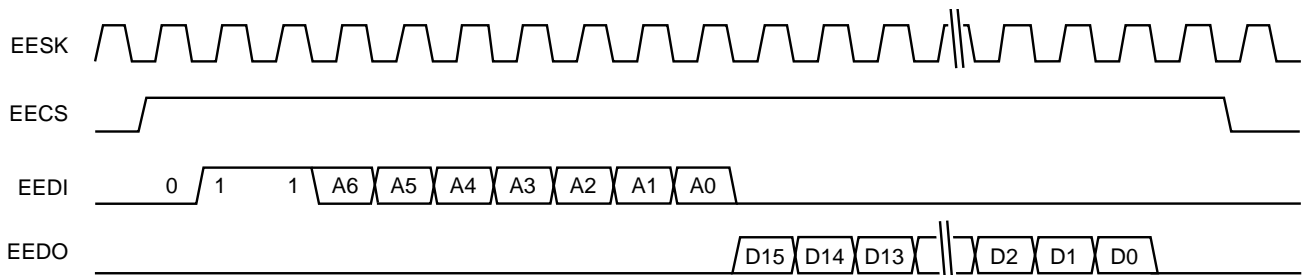 EESK
EECS
EEDI 0 1 1 A6 A5 A4 A3 A2 A1 A0
EEDO D15 D14 D13 D2 D1 D0